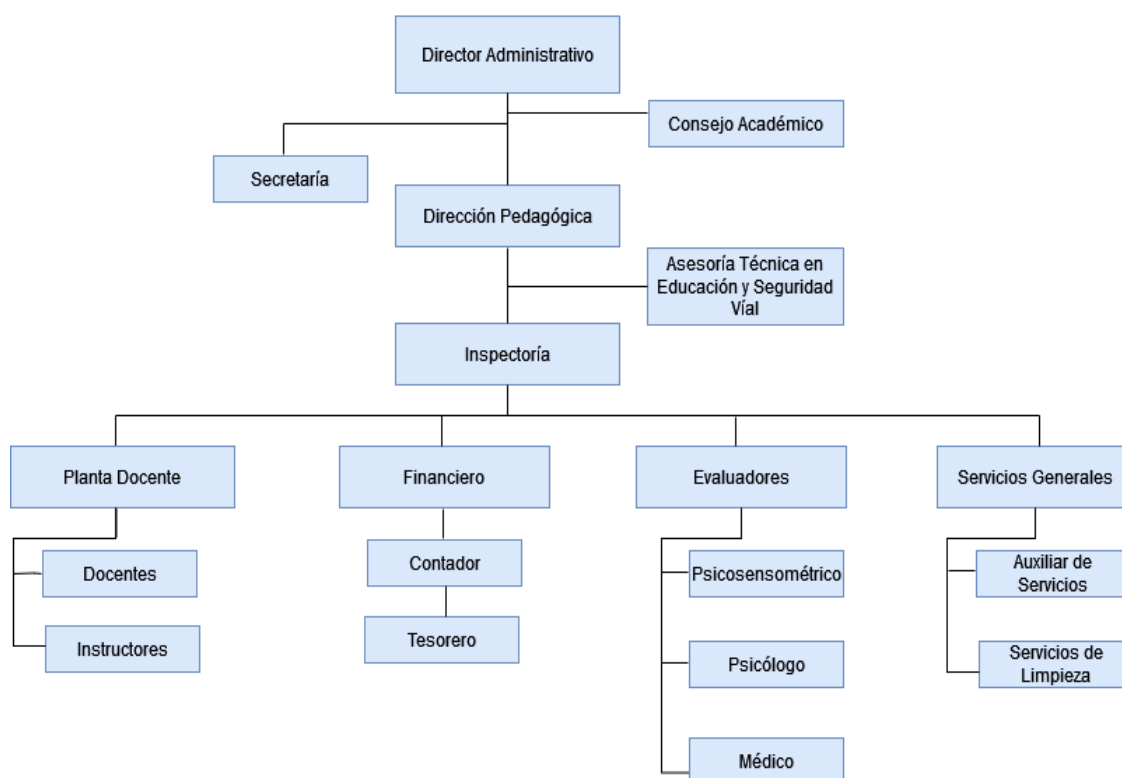 Director Administrativo
Consejo Académico
Secretaría
Dirección Pedagógica
Asesoría Técnica en
Educación y Seguridad
Víal
Inspectoría
Planta Docente
Financiero
Evaluadores
Servicios Generales
Docentes
Instructores
Contador
Tesorero
Psicosensométrico
Psicólogo
Médico
Auxiliar de
Servicios
Servicios de
Limpieza